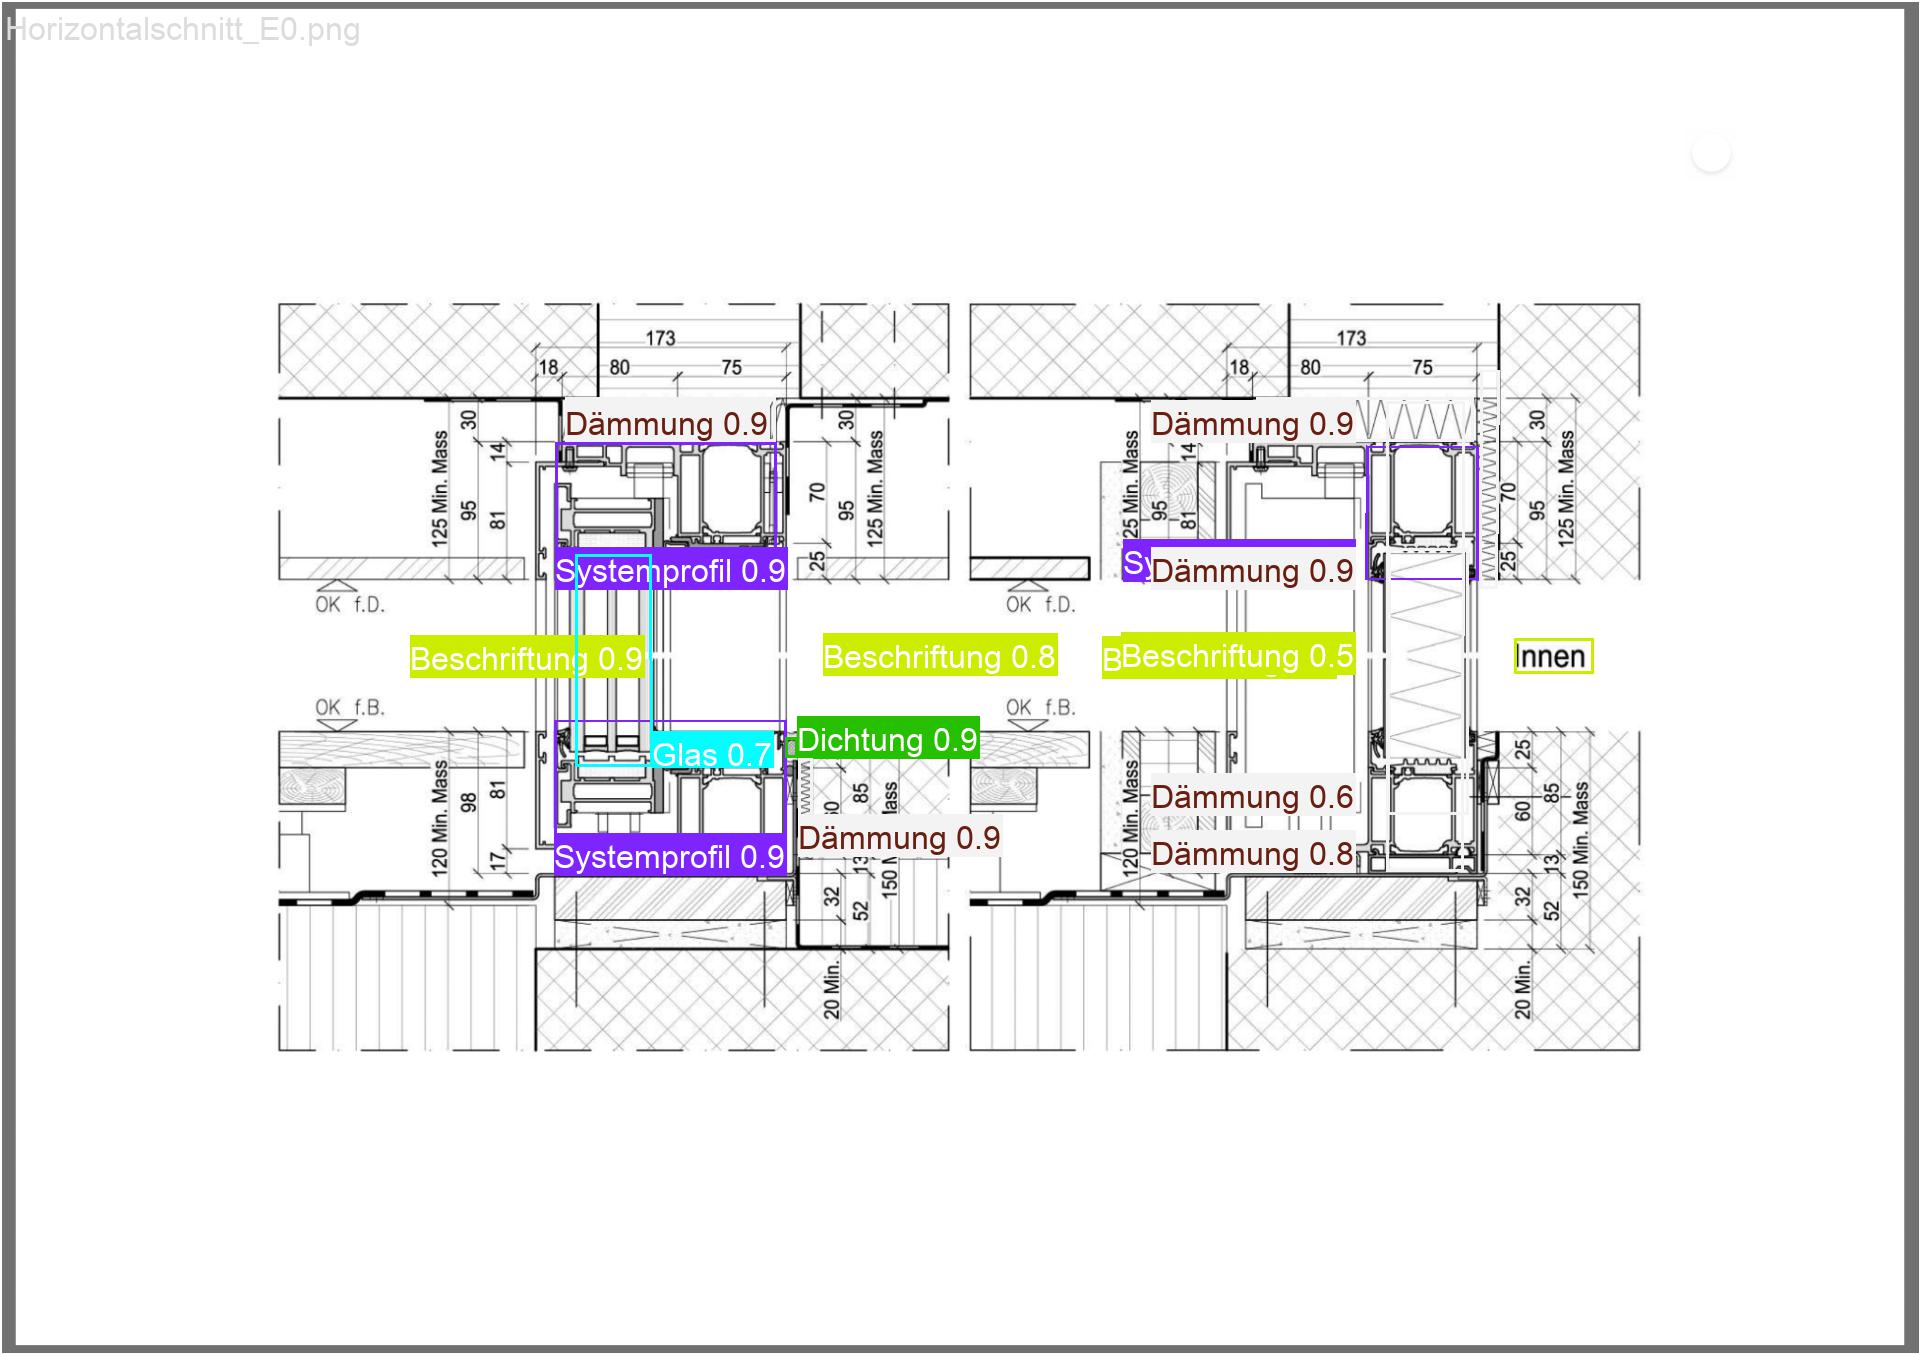 Horizontalschnitt_E0.png
173
173
18
80
75
18
80
75
30
14
125 Min. Mass
95
81
30
70
95
125 Min. Mass
25
Dämmung 0.9
Systemprofil 0.9
Dämmung 0.9
14
25 Min. Mass
95
81
30
70
95
125 Min. Mass
25
Dämmung 0.9
OK f.D.
OK f.D.
Beschriftung 0.9
Beschriftung 0.8
Beschriftung 0.5
Innen
OK f.B.
OK f.B.
Glas 0.7
Dichtung 0.9
120 Min. Mass
98
81
17
85
Dämmung 0.9
Systemprofil 0.9
13
32
52
20 Min.
Dämmung 0.6
Dämmung 0.8
120 Min. Mass
25
60
85
13
150 Min. Mass
32
52
20 Min.